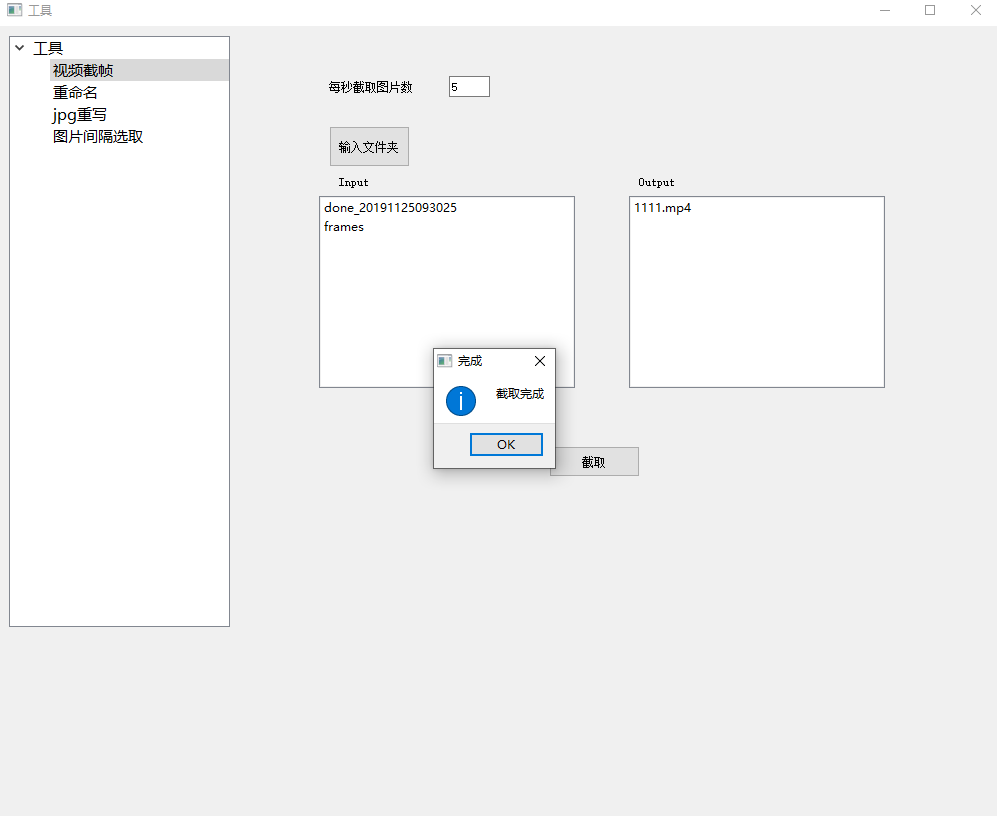 工具
工具
视频截帧
重命名
jpg重写
图片间隔选取
每秒截取图片数 5
输入文件夹
Input
done_20191125093025
frames
Output
1111.mp4
完成
截取完成
OK
截取